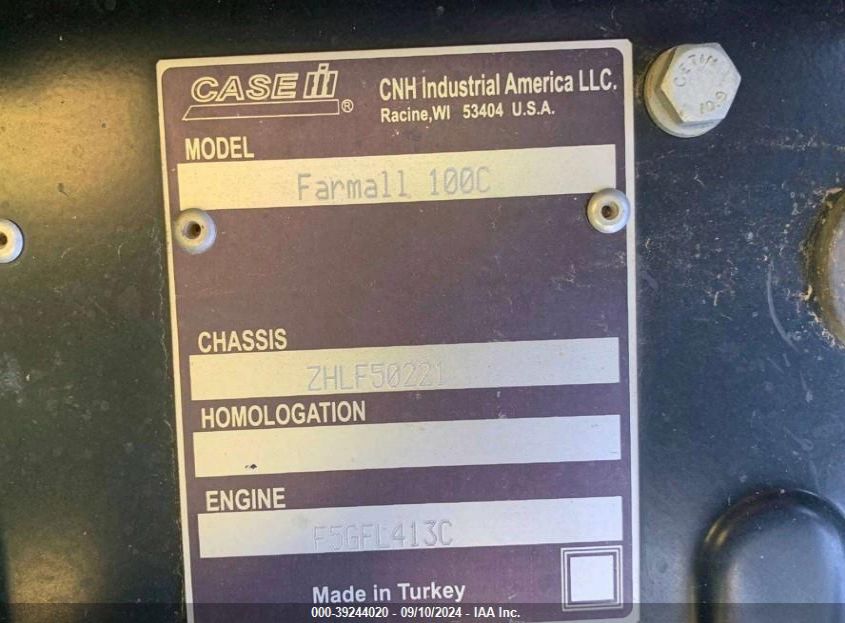 CASE IH ®
CNH Industrial America LLC.
Racine,WI 53404 U.S.A.
MODEL
Farmall 100C
CHASSIS
ZHLF50221
HOMOLOGATION
ENGINE
F5GFL413C
Made in Turkey
000-39244020 - 09/10/2024 - IAA Inc.